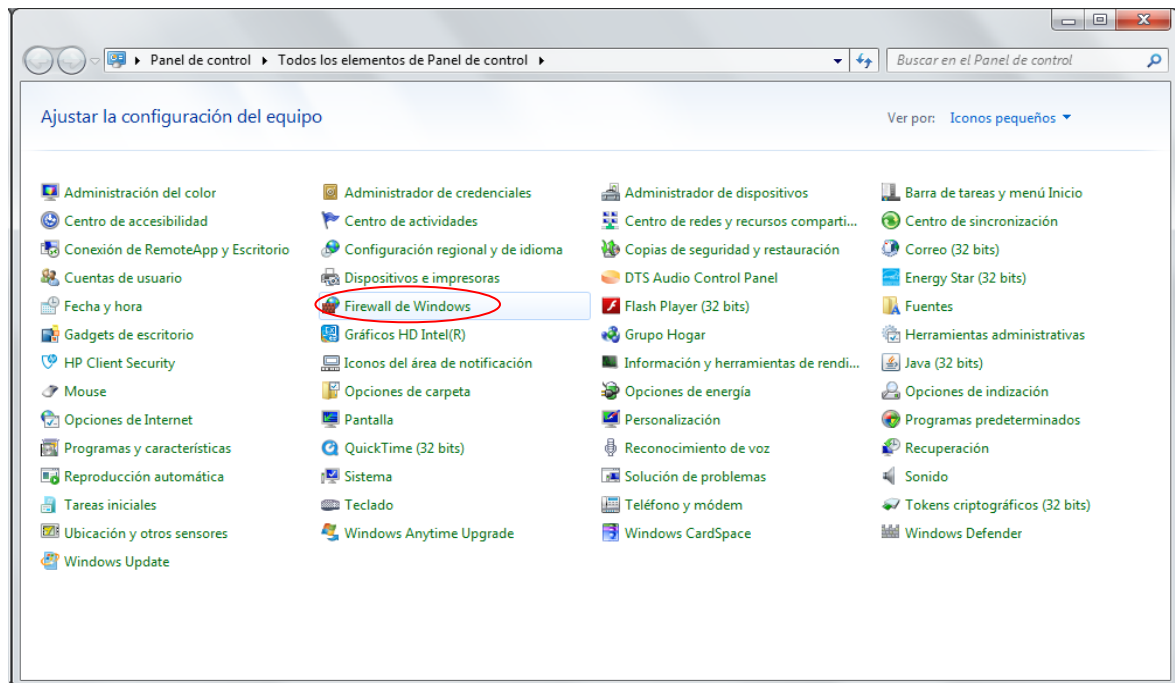 Panel de control ▸ Todos los elementos de Panel de control ▸
Buscar en el Panel de control
Ajustar la configuración del equipo
Ver por: Iconos pequeños
Administración del color
Administrador de credenciales
Administrador de dispositivos
Barra de tareas y menú Inicio
Centro de accesibilidad
Centro de actividades
Centro de redes y recursos comparti...
Centro de sincronización
Conexión de RemoteApp y Escritorio
Configuración regional y de idioma
Copias de seguridad y restauración
Correo (32 bits)
Cuentas de usuario
Dispositivos e impresoras
DTS Audio Control Panel
Energy Star (32 bits)
Fecha y hora
Firewall de Windows
Flash Player (32 bits)
Fuentes
Gadgets de escritorio
Gráficos HD Intel(R)
Grupo Hogar
Herramientas administrativas
HP Client Security
Iconos del área de notificación
Información y herramientas de rendi...
Java (32 bits)
Mouse
Opciones de carpeta
Opciones de energía
Opciones de indización
Opciones de Internet
Pantalla
Personalización
Programas predeterminados
Programas y características
QuickTime (32 bits)
Reconocimiento de voz
Recuperación
Reproducción automática
Sistema
Solución de problemas
Sonido
Tareas iniciales
Teclado
Teléfono y módem
Tokens criptográficos (32 bits)
Ubicación y otros sensores
Windows Anytime Upgrade
Windows CardSpace
Windows Defender
Windows Update